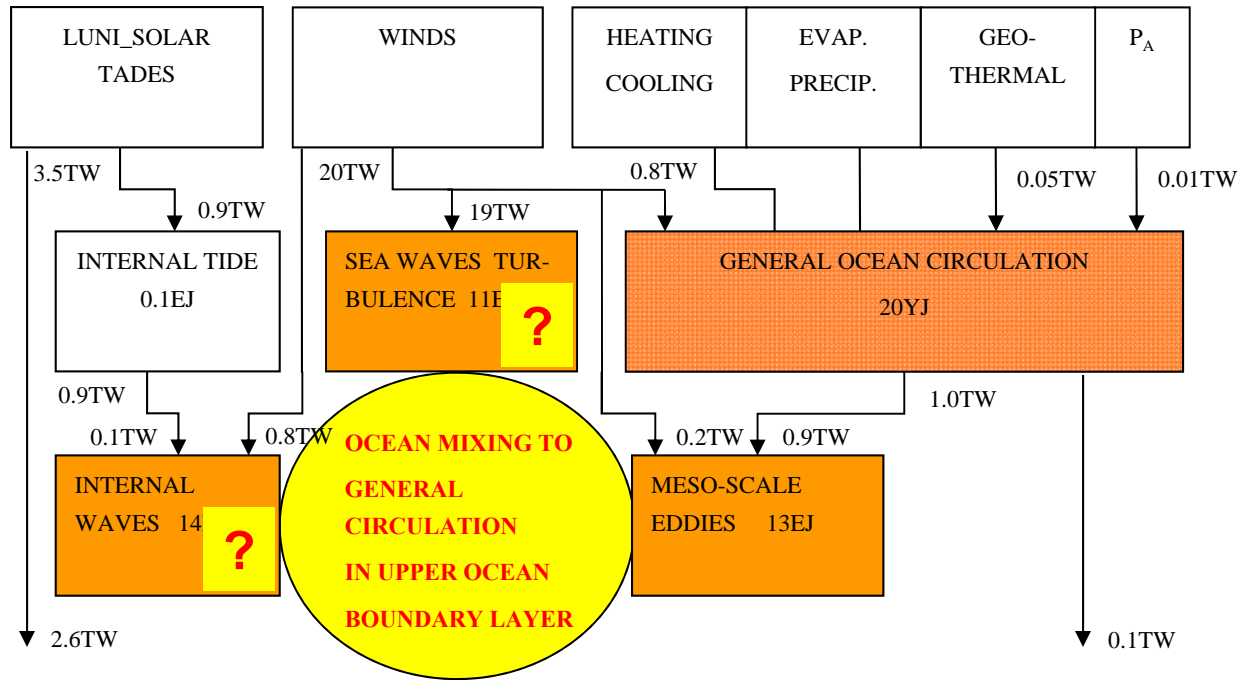 LUNI_SOLAR
TADES
WINDS
HEATING
COOLING
EVAP.
PRECIP.
GEO-
THERMAL
PA
3.5TW
0.9TW
20TW
19TW
0.8TW
0.05TW
0.01TW
INTERNAL TIDE
0.1EJ
SEA WAVES TUR-
BULENCE 11E
?
GENERAL OCEAN CIRCULATION
20YJ
0.9TW
0.1TW
0.8TW
1.0TW
0.2TW
0.9TW
INTERNAL
WAVES 14
?
OCEAN MIXING TO
GENERAL
CIRCULATION
IN UPPER OCEAN
BOUNDARY LAYER
MESO-SCALE
EDDIES 13EJ
2.6TW
0.1TW